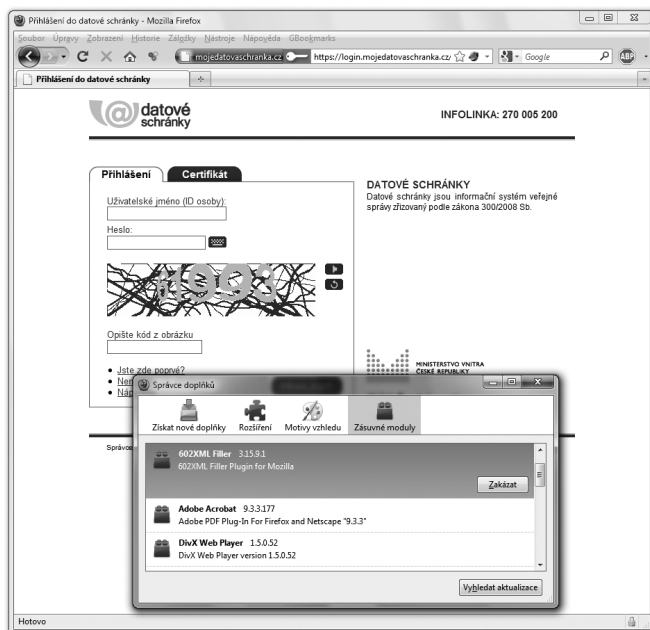 Přihlášení do datové schránky - Mozilla Firefox
Soubor Úpravy Zobrazení Historie Záložky Nástroje Nápověda GBookmarks
mojedatovaschranka.cz https://login.mojedatovaschranka.cz/ Google ABP
Přihlášení do datové schránky
datové
schránky
INFOLINKA: 270 005 200
Přihlášení Certifikát
Uživatelské jméno (ID osoby):
Heslo:
Opište kód z obrázku
Jste zde poprvé?
DATOVÉ SCHRÁNKY
Datové schránky jsou informační systém veřejné
správy zřizovaný podle zákona 300/2008 Sb.
MINISTERSTVO VNITRA
ČESKÉ REPUBLIKY
Správce doplňků
Získat nové doplňky Rozšíření Motivy vzhledu Zásuvné moduly
602XML Filler 3.15.9.1
602XML Filler Plugin for Mozilla
Zakázat
Adobe Acrobat 9.3.3.177
Adobe PDF Plug-In For Firefox and Netscape "9.3.3"
DivX Web Player 1.5.0.52
DivX Web Player version 1.5.0.52
Vyhledat aktualizace
Hotovo